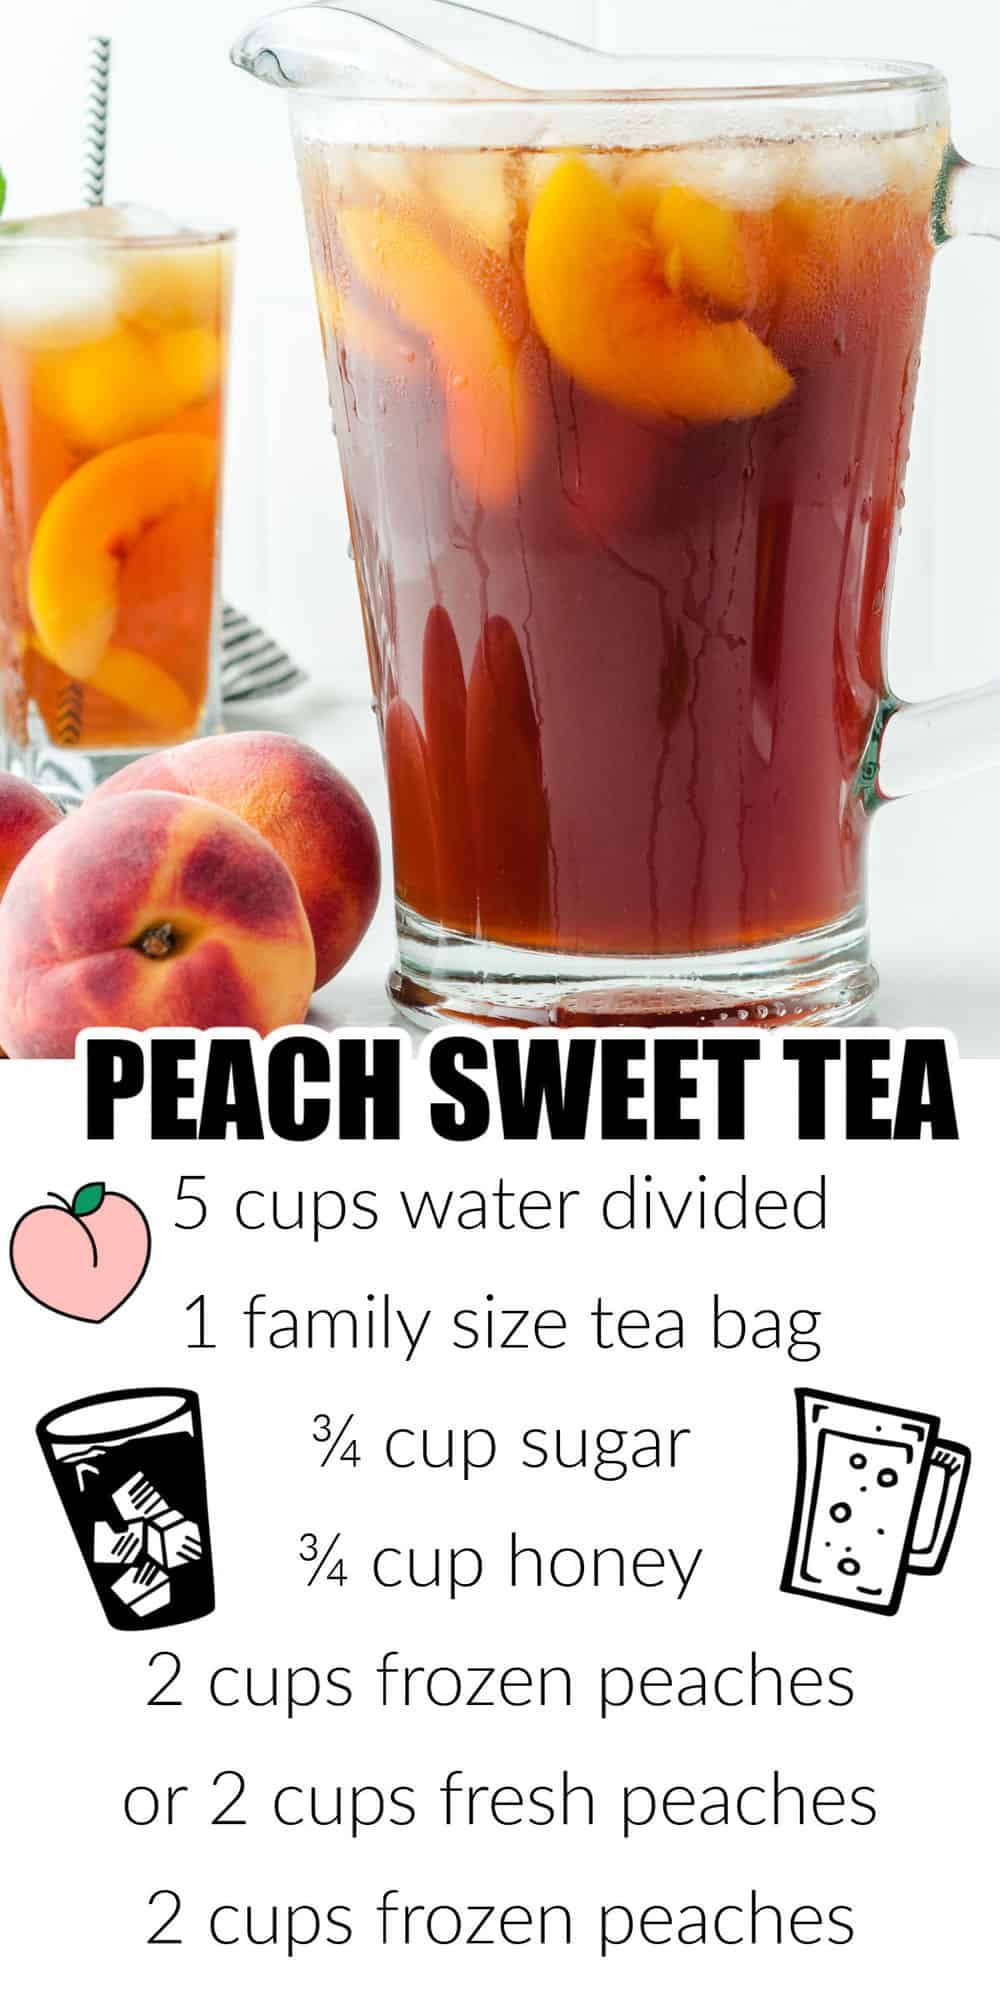 PEACH SWEET TEA
5 cups water divided
1 family size tea bag
¾ cup sugar
¾ cup honey
2 cups frozen peaches
or 2 cups fresh peaches
2 cups frozen peaches